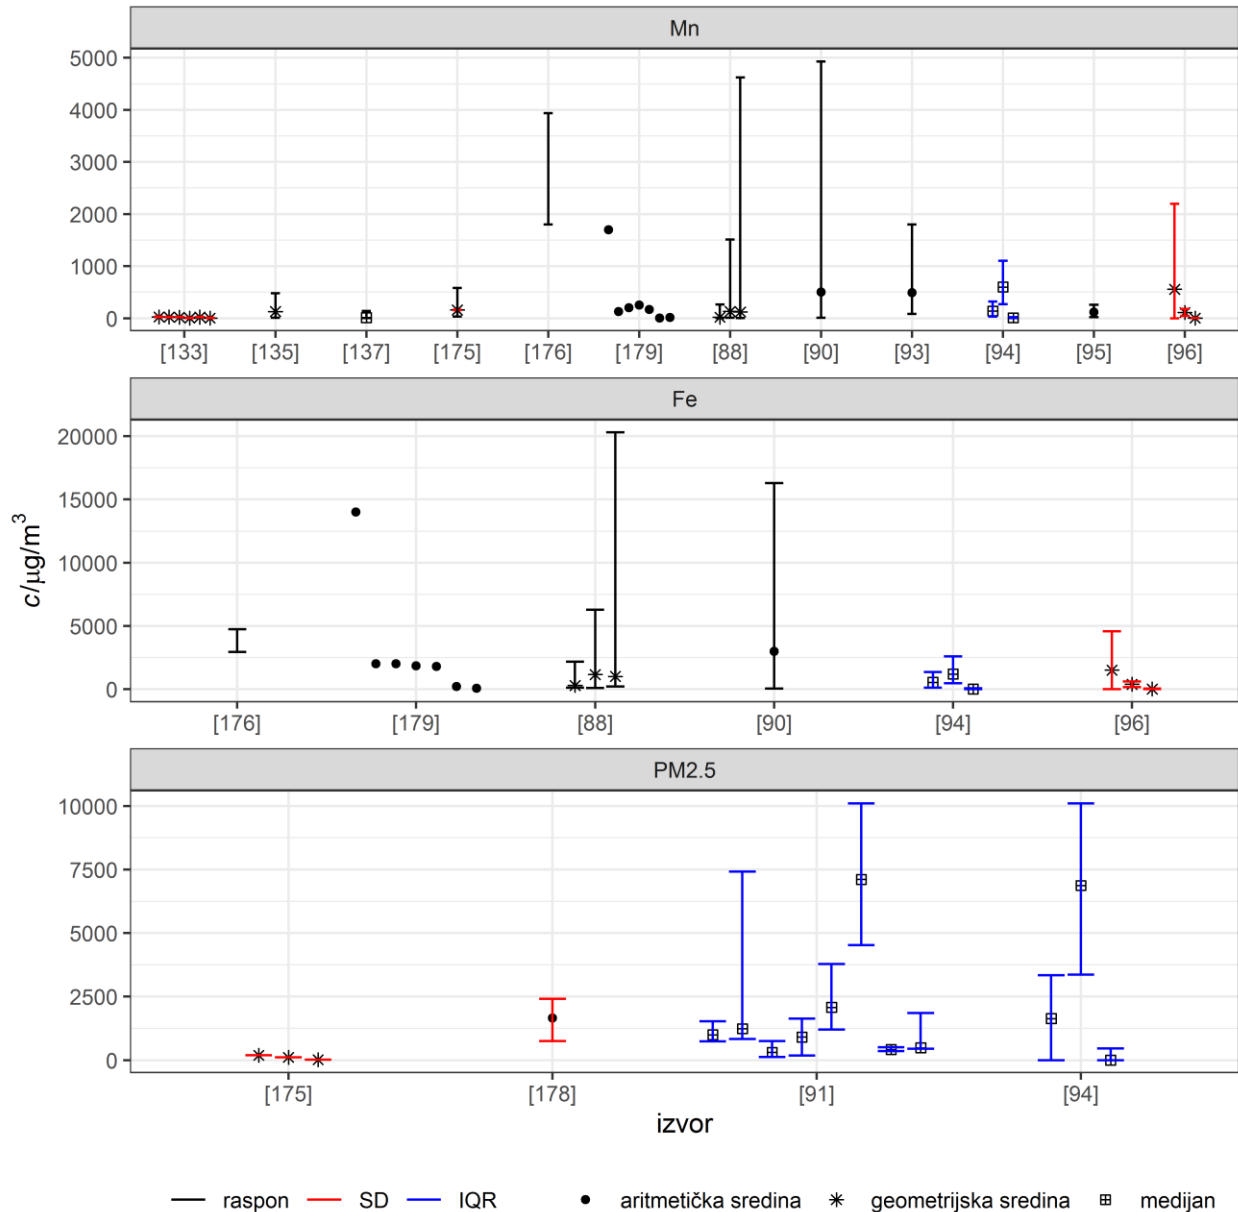 Mn
5000
4000
3000
2000
1000
0
[133] [135] [137] [175] [176] [179] [88] [90] [93] [94] [95] [96]
Fe
20000
15000
10000
5000
0
[176] [179] [88] [90] [94] [96]
PM2.5
10000
7500
5000
2500
0
[175] [178] [91] [94]
c/μg/m³
izvor
raspon SD IQR aritmetička sredina geometrijska sredina medijan